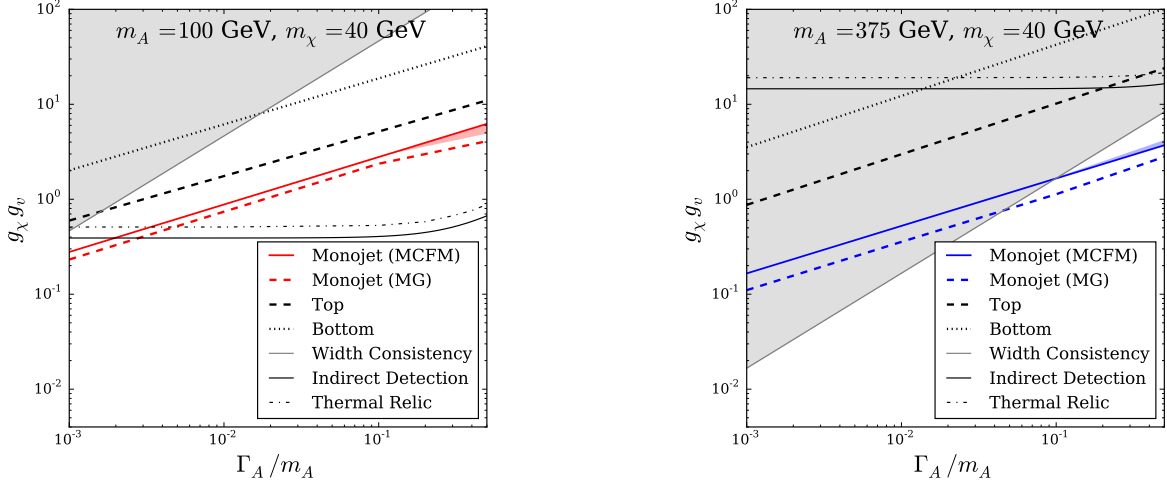 m_A =100 GeV, m_χ =40 GeV
10^2
10^1
10^0
10^-1
10^-2
g_χ g_v
Monojet (MCFM)
Monojet (MG)
Top
Bottom
Width Consistency
Indirect Detection
Thermal Relic
10^-3
10^-2
10^-1
Γ_A/m_A
m_A =375 GeV, m_χ =40 GeV
10^2
10^1
10^0
10^-1
10^-2
g_χ g_v
Monojet (MCFM)
Monojet (MG)
Top
Bottom
Width Consistency
Indirect Detection
Thermal Relic
10^-3
10^-2
10^-1
Γ_A/m_A